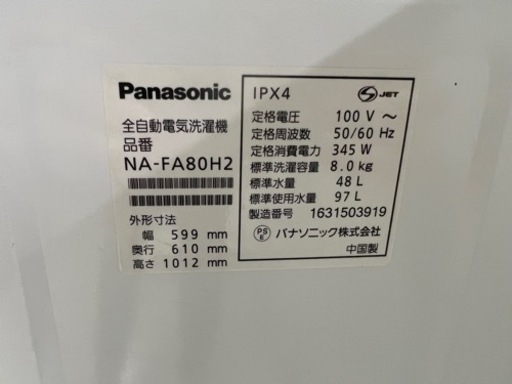 Panasonic
全自動電気洗濯機
品番
NA-FA80H2
外形寸法
幅 599 mm
奥行 610 mm
高さ 1012 mm
IPX4
S JET
定格電圧 100 V ~
定格周波数 50/60 Hz
定格消費電力 345 W
標準洗濯容量 8.0kg
標準水量 48 L
標準使用水量 97 L
製造番号 1631503919
PS E パナソニック株式会社
中国製